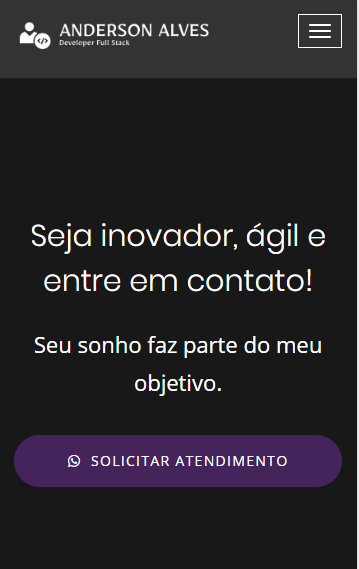 ANDERSON ALVES
Developer Full Stack
Seja inovador, ágil e
entre em contato!
Seu sonho faz parte do meu
objetivo.
SOLICITAR ATENDIMENTO